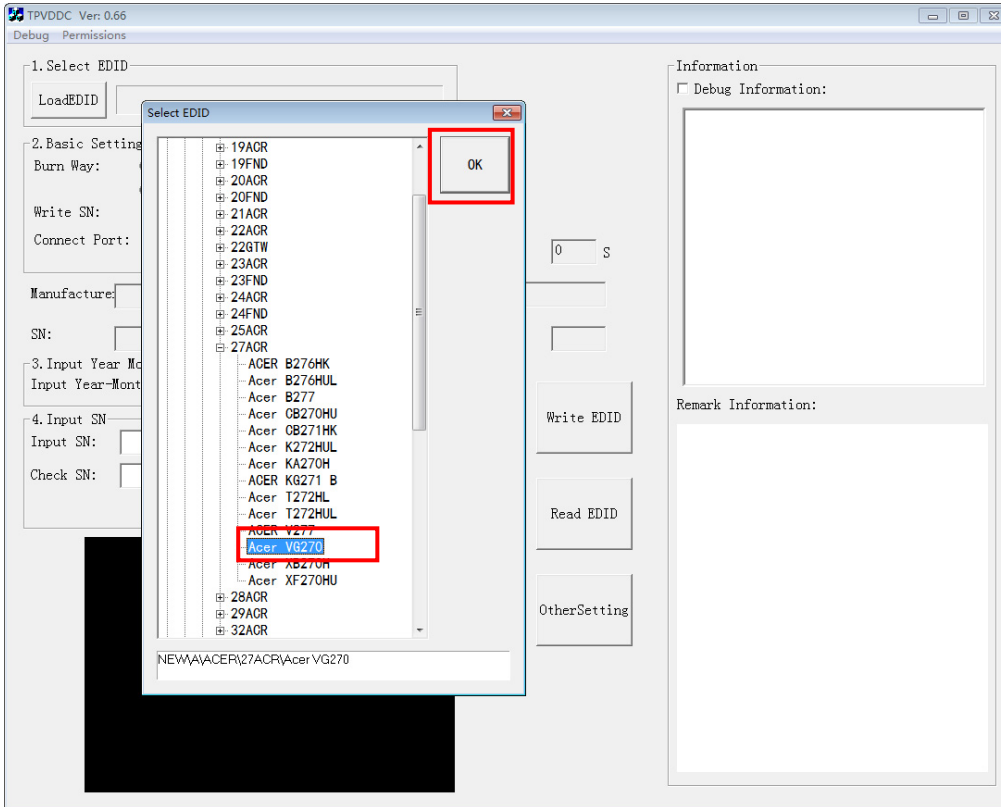 TPVDDC Ver: 0.66
Debug Permissions
1.Select EDID
LoadEDID
2.Basic Setting
Burn Way:
Write SN:
Connect Port:
0 S
Manufacture:
SN:
3.Input Year Mo
Input Year-Mont
4.Input SN
Input SN:
Check SN:
Write EDID
Read EDID
OtherSetting
Select EDID
OK
19ACR
19FND
20ACR
20FND
21ACR
22ACR
22GTW
23ACR
23FND
24ACR
24FND
25ACR
27ACR
ACER B276HK
Acer B276HUL
Acer B277
Acer CB270HU
Acer CB271HK
Acer K272HUL
Acer KA270H
ACER KG271 B
Acer T272HL
Acer T272HUL
ACER V277
Acer VG270
Acer XB270H
Acer XF270HU
28ACR
29ACR
32ACR
NEW\A\ACER\27ACR\Acer VG270
Information
Debug Information:
Remark Information: